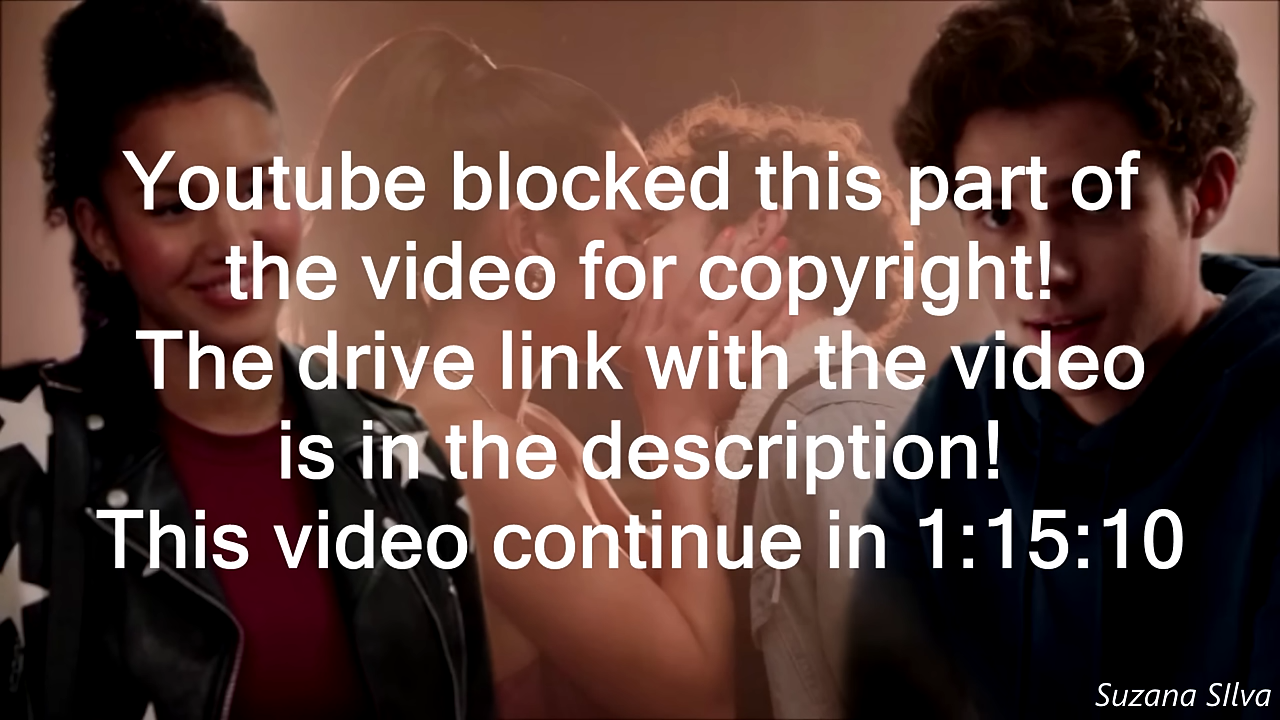 Youtube blocked this part of
the video for copyright!
The drive link with the video
is in the description!
This video continue in 1:15:10
Suzana SIlva